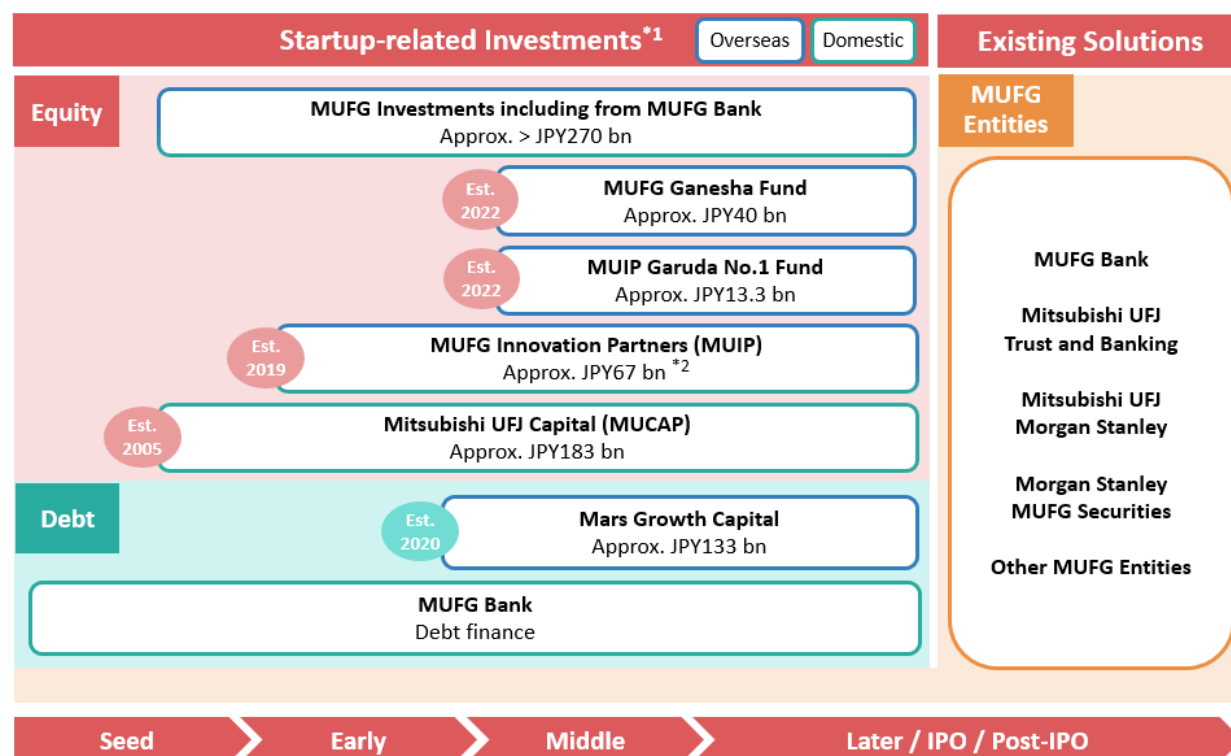 Startup-related Investments*1
Overseas
Domestic
Existing Solutions
Equity
MUFG Investments including from MUFG Bank
Approx. > JPY270 bn
Est.
2022
MUFG Ganesha Fund
Approx. JPY40 bn
Est.
2022
MUIP Garuda No.1 Fund
Approx. JPY13.3 bn
Est.
2019
MUFG Innovation Partners (MUIP)
Approx. JPY67 bn *2
Est.
2005
Mitsubishi UFJ Capital (MUCAP)
Approx. JPY183 bn
Debt
Est.
2020
Mars Growth Capital
Approx. JPY133 bn
MUFG Bank
Debt finance
MUFG
Entities
MUFG Bank
Mitsubishi UFJ
Trust and Banking
Mitsubishi UFJ
Morgan Stanley
Morgan Stanley
MUFG Securities
Other MUFG Entities
Seed
Early
Middle
Later / IPO / Post-IPO